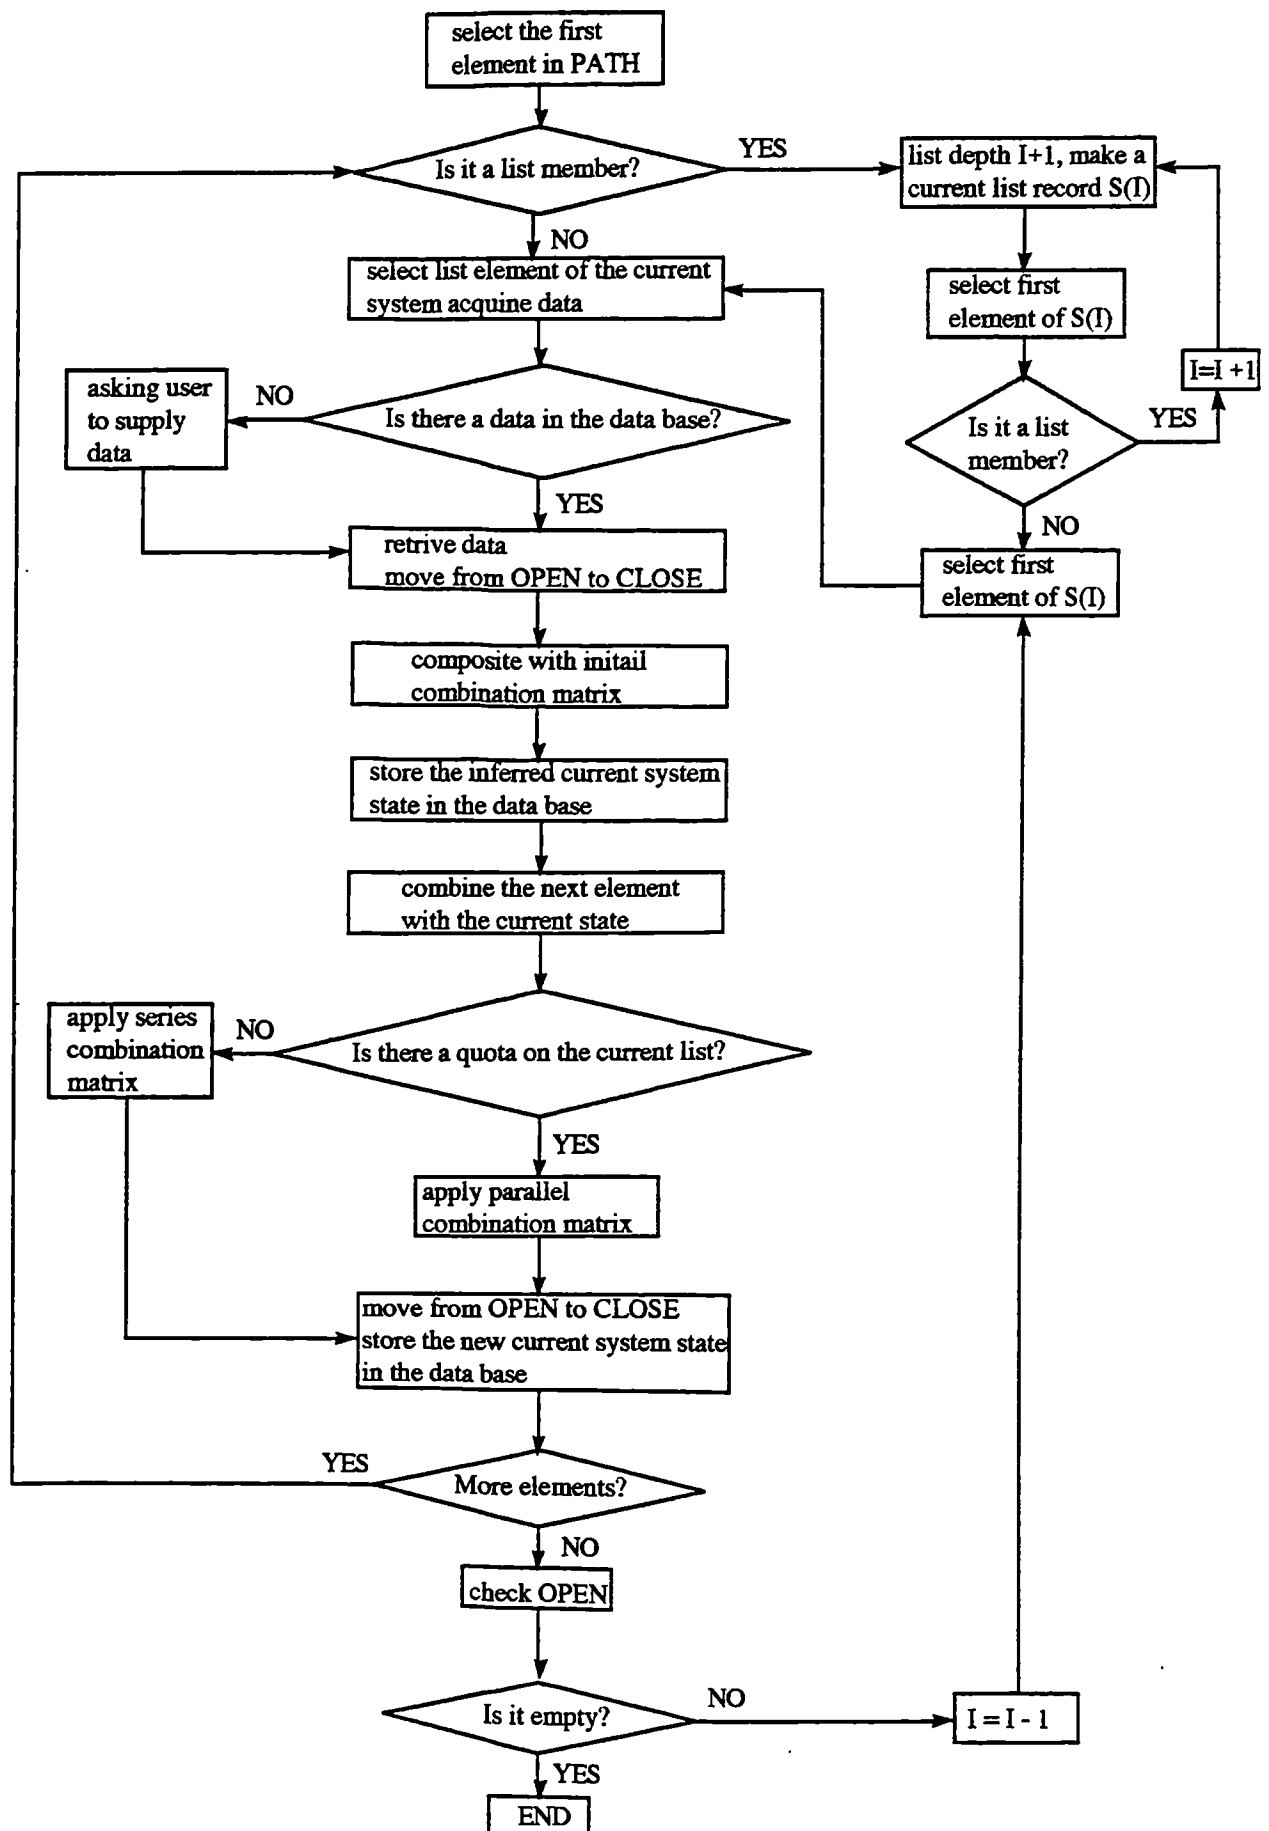 select the first
element in PATH
Is it a list member?
YES
list depth I+1, make a
current list record S(I)
NO
select list element of the current
system acquine data
select first
element of S(I)
I=I +1
asking user
to supply
data
NO
Is there a data in the data base?
Is it a list
member?
YES
YES
NO
retrive data
move from OPEN to CLOSE
select first
element of S(I)
composite with initail
combination matrix
store the inferred current system
state in the data base
combine the next element
with the current state
apply series
combination
matrix
NO
Is there a quota on the current list?
YES
apply parallel
combination matrix
move from OPEN to CLOSE
store the new current system state
in the data base
YES
More elements?
NO
check OPEN
Is it empty?
NO
I = I - 1
YES
END